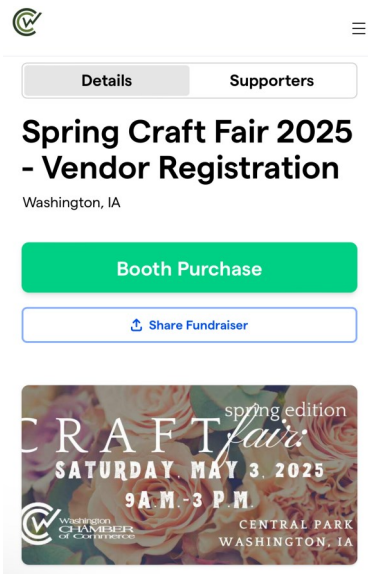 Details Supporters
Spring Craft Fair 2025
- Vendor Registration
Washington, IA
Booth Purchase
Share Fundraiser
spring edition
CRAFT fair:
SATURDAY, MAY 3, 2025
9 A.M.-3 P.M.
Washington
CHAMBER
of Commerce
CENTRAL PARK
WASHINGTON, IA